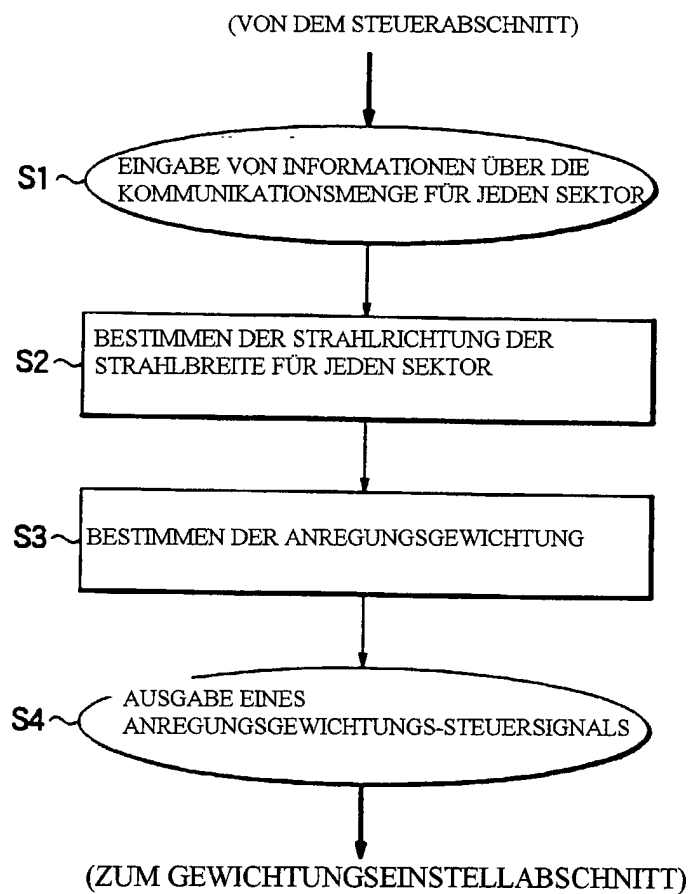 (VON DEM STEUERABSCHNITT)
S1
EINGABE VON INFORMATIONEN ÜBER DIE
KOMMUNIKATIONSMENGE FÜR JEDEN SEKTOR
S2
BESTIMMEN DER STRAHLRICHTUNG DER
STRAHLBREITE FÜR JEDEN SEKTOR
S3
BESTIMMEN DER ANREGUNGSGEWICHTUNG
S4
AUSGABE EINES
ANREGUNGSGEWICHTUNGS-STEUERSIGNALS
(ZUM GEWICHTUNGSEINSTELLABSCHNITT)